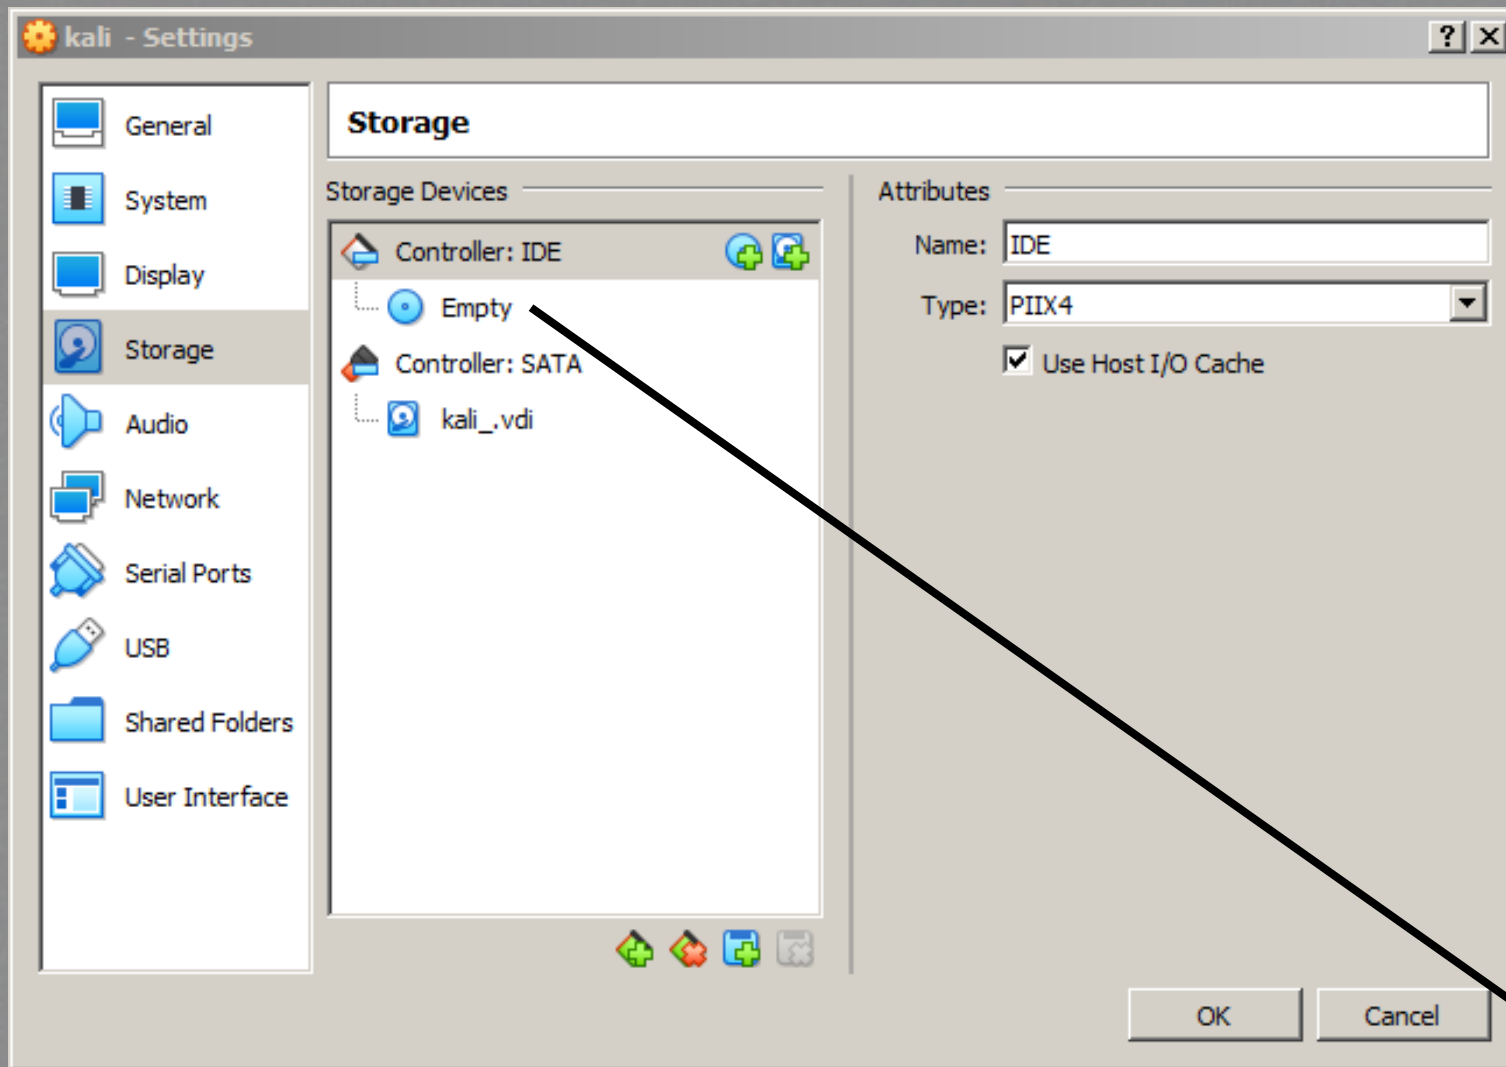 kali - Settings
?
General
System
Display
Storage
Audio
Network
Serial Ports
USB
Shared Folders
User Interface
Storage
Storage Devices
Controller: IDE
Empty
Controller: SATA
kali_.vdi
Attributes
Name: IDE
Type: PIIX4
Use Host I/O Cache
OK
Cancel